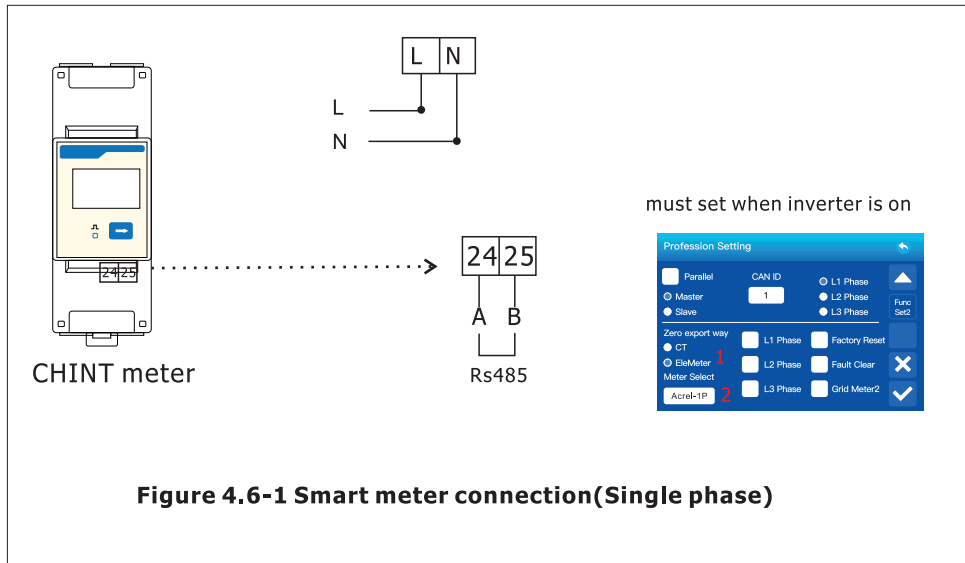 L N
L
N
24 25
24 25
A B
Rs485
CHINT meter
must set when inverter is on
Profession Setting
Parallel
CAN ID
L1 Phase
Master
1
L2 Phase
Func
Set2
Slave
L3 Phase
Zero export way
CT
L1 Phase
Factory Reset
EleMeter 1
L2 Phase
Fault Clear
Meter Select
Acrel-1P 2
L3 Phase
Grid Meter2
Figure 4.6-1 Smart meter connection(Single phase)